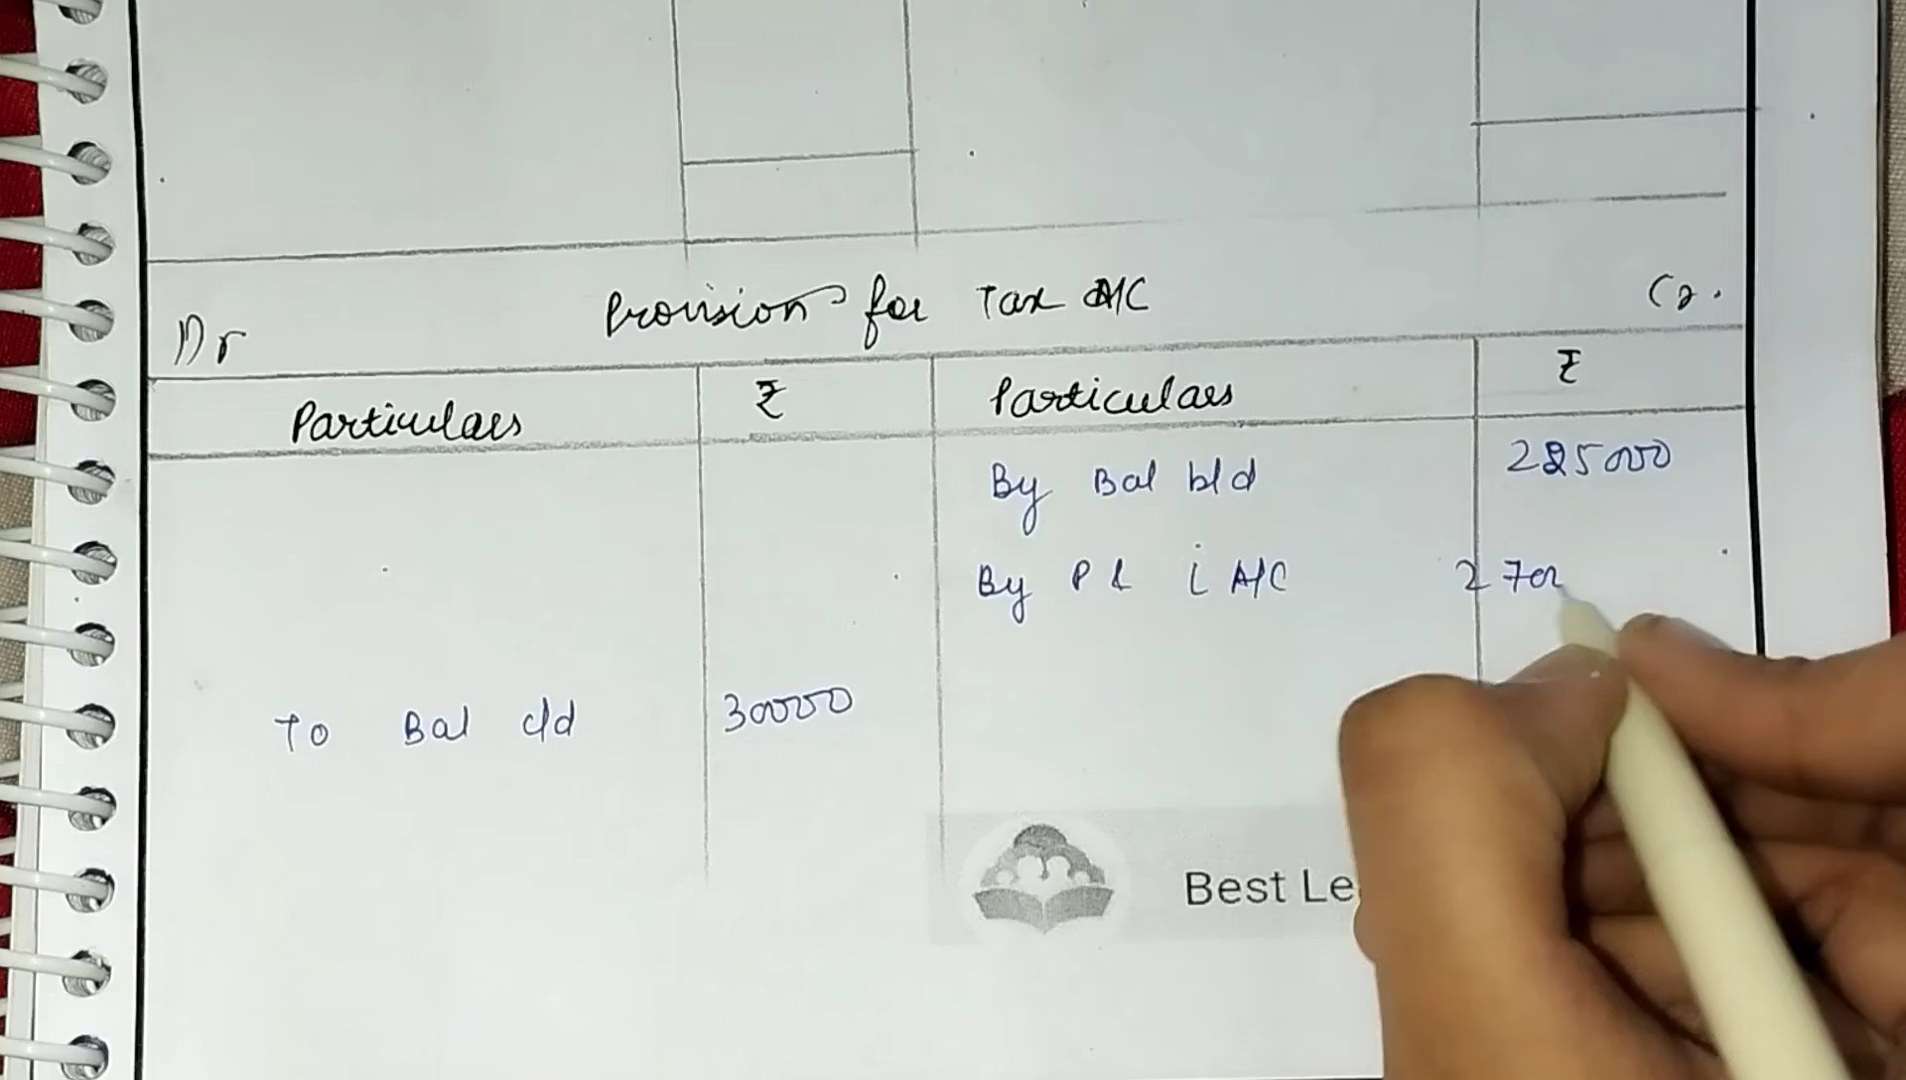 Dr Provision for Tax A/C Cr.
Particulars ₹ Particulars ₹
By Bal b/d 225000
By P & L A/C 270
To Bal c/d 30000
Best Le